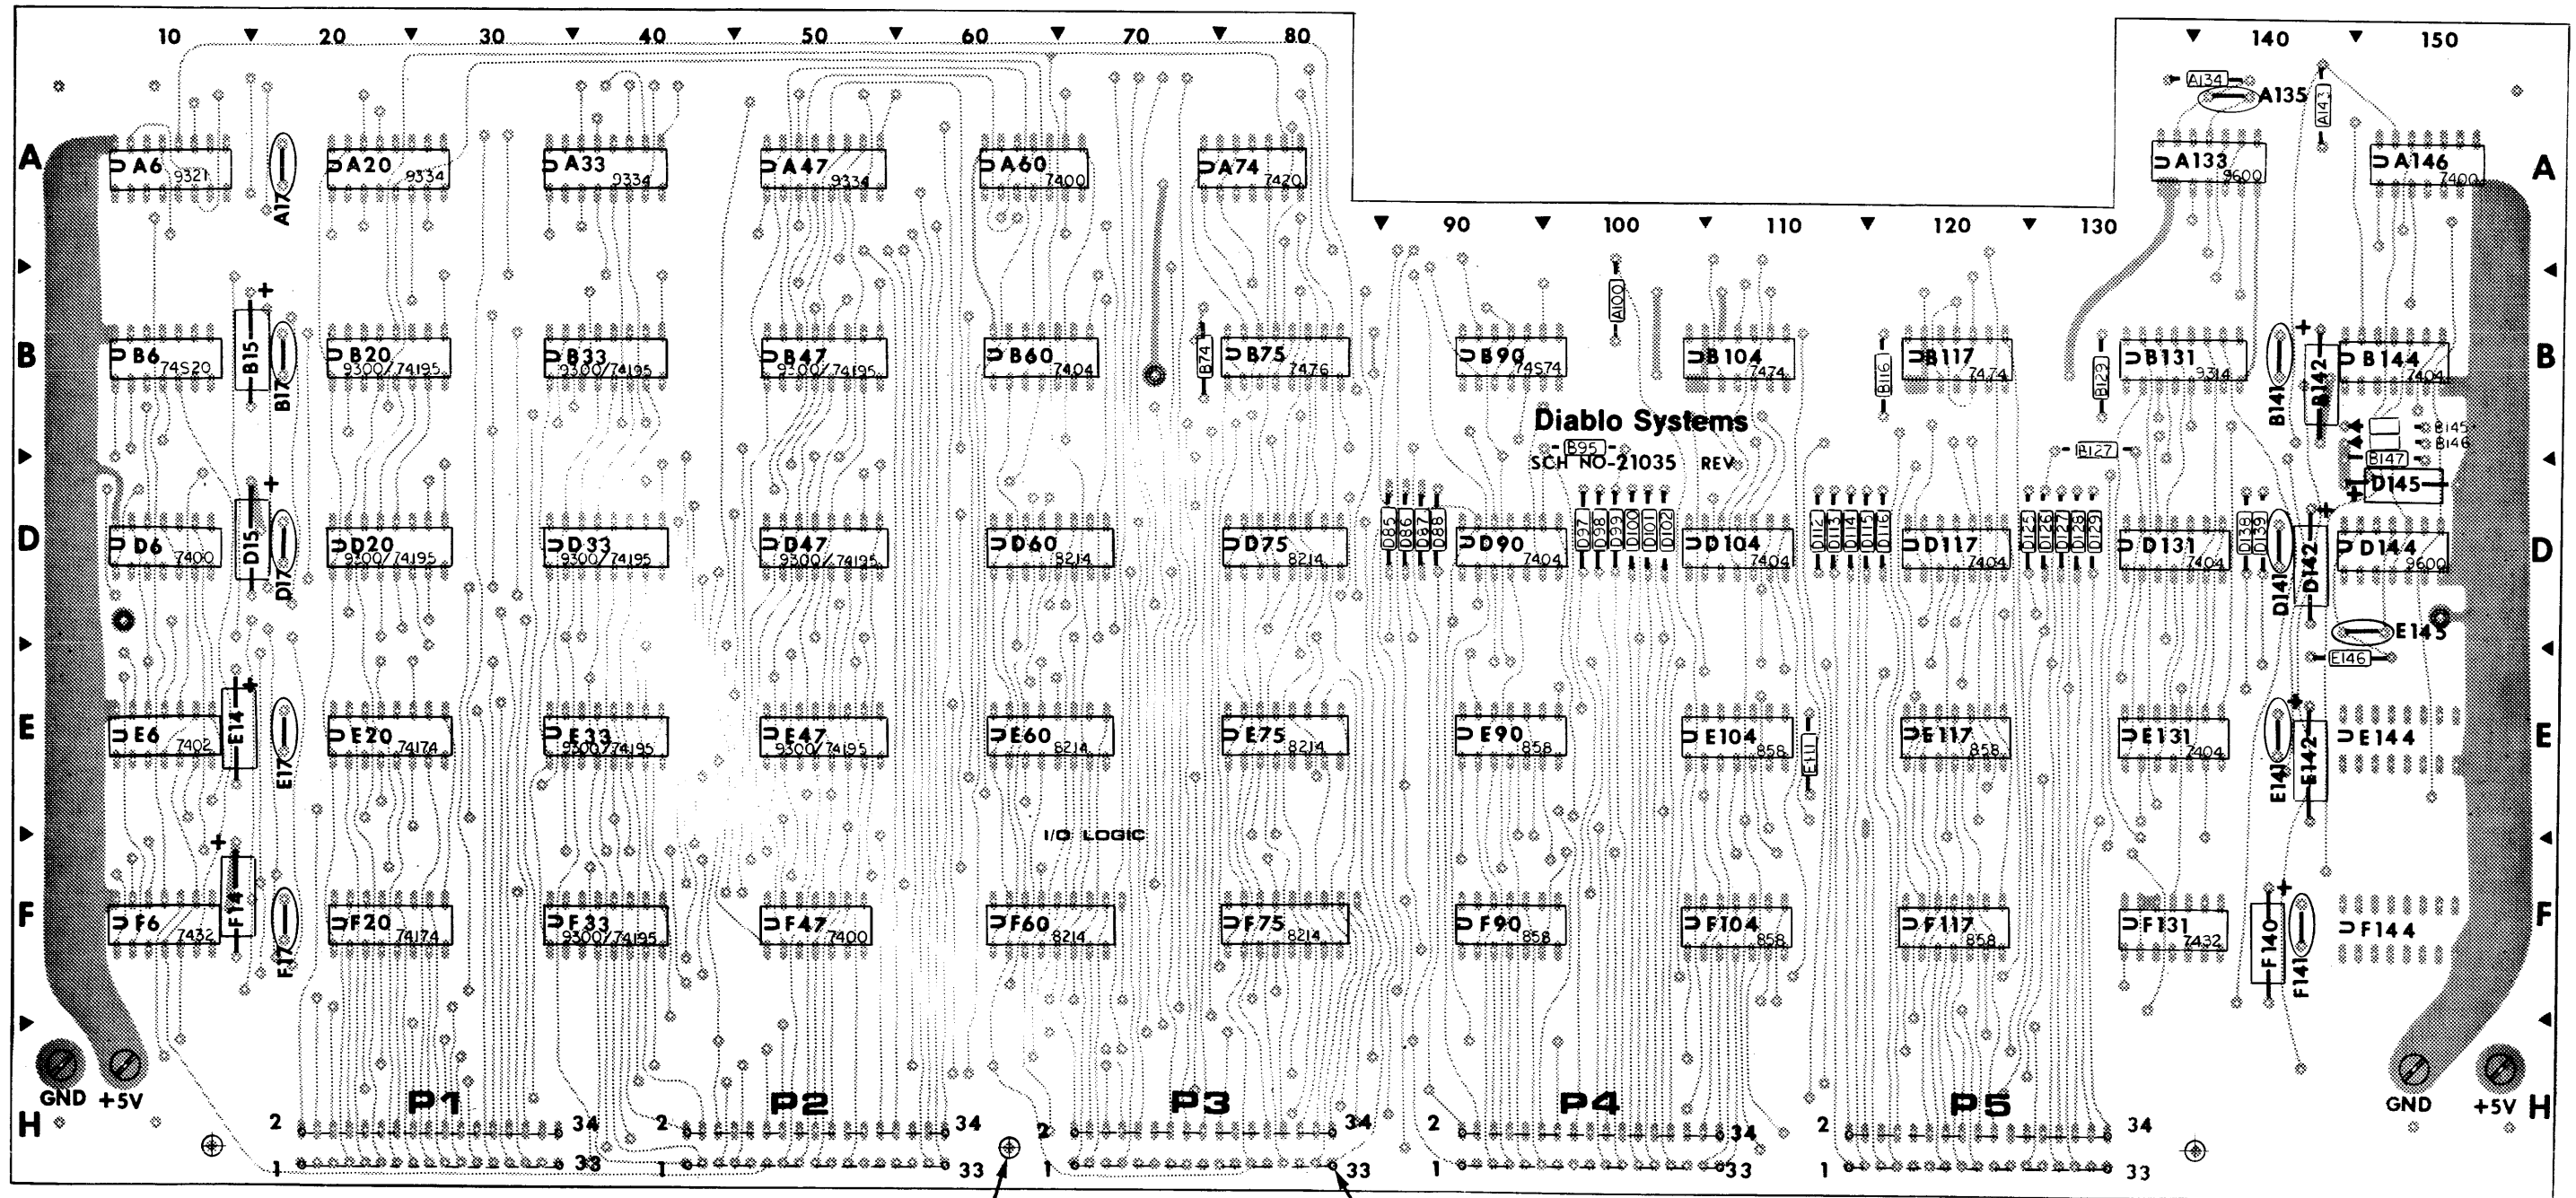 10 20 30 40 50 60 70 80 140 150
A134
A135
A143
A A6 9321 A17 A20 9334 A33 9334 A47 9334 A60 7400 A74 7420 A133 9600 A146 7400 A
90 100 110 120 130
A100
B B6 74S20 B15 + B17 B20 9300/74195 B33 9300/74195 B47 9300/74195 B60 7404 B74 B75 7476 B90 74S74 B104 7474 B116 B117 7474 B129 B131 9314 B141 + B142 B144 7404 B
Diablo Systems
B145
B95 B127 B146
SCH NO-21035 REV B147
D145 +
D D6 7400 D15 + D17 D20 9300/74195 D33 9300/74195 D47 9300/74195 D60 8214 D75 8214 D85 D86 D87 D88 D90 7404 D97 D98 D99 D100 D101 D102 D104 7404 D112 D113 D114 D115 D116 D117 7404 D125 D126 D127 D128 D129 D131 7404 D138 D139 D141 D142 + D144 9600 D
E145
E146
E E6 7402 E14 + E17 E20 74174 E33 9300/74195 E47 9300/74195 E60 8214 E75 8214 E90 858 E104 858 E111 E117 858 E131 7404 E141 + E142 E144 E
I/O LOGIC
F F6 7432 F14 + F17 F20 74174 F33 9300/74195 F47 7400 F60 8214 F75 8214 F90 858 F104 858 F117 858 F131 7432 F140 + F141 F144 F
GND +5V P1 P2 P3 P4 P5 GND +5V
H 2 34 2 34 2 34 2 34 2 34 H
1 33 1 33 1 33 1 33 1 33